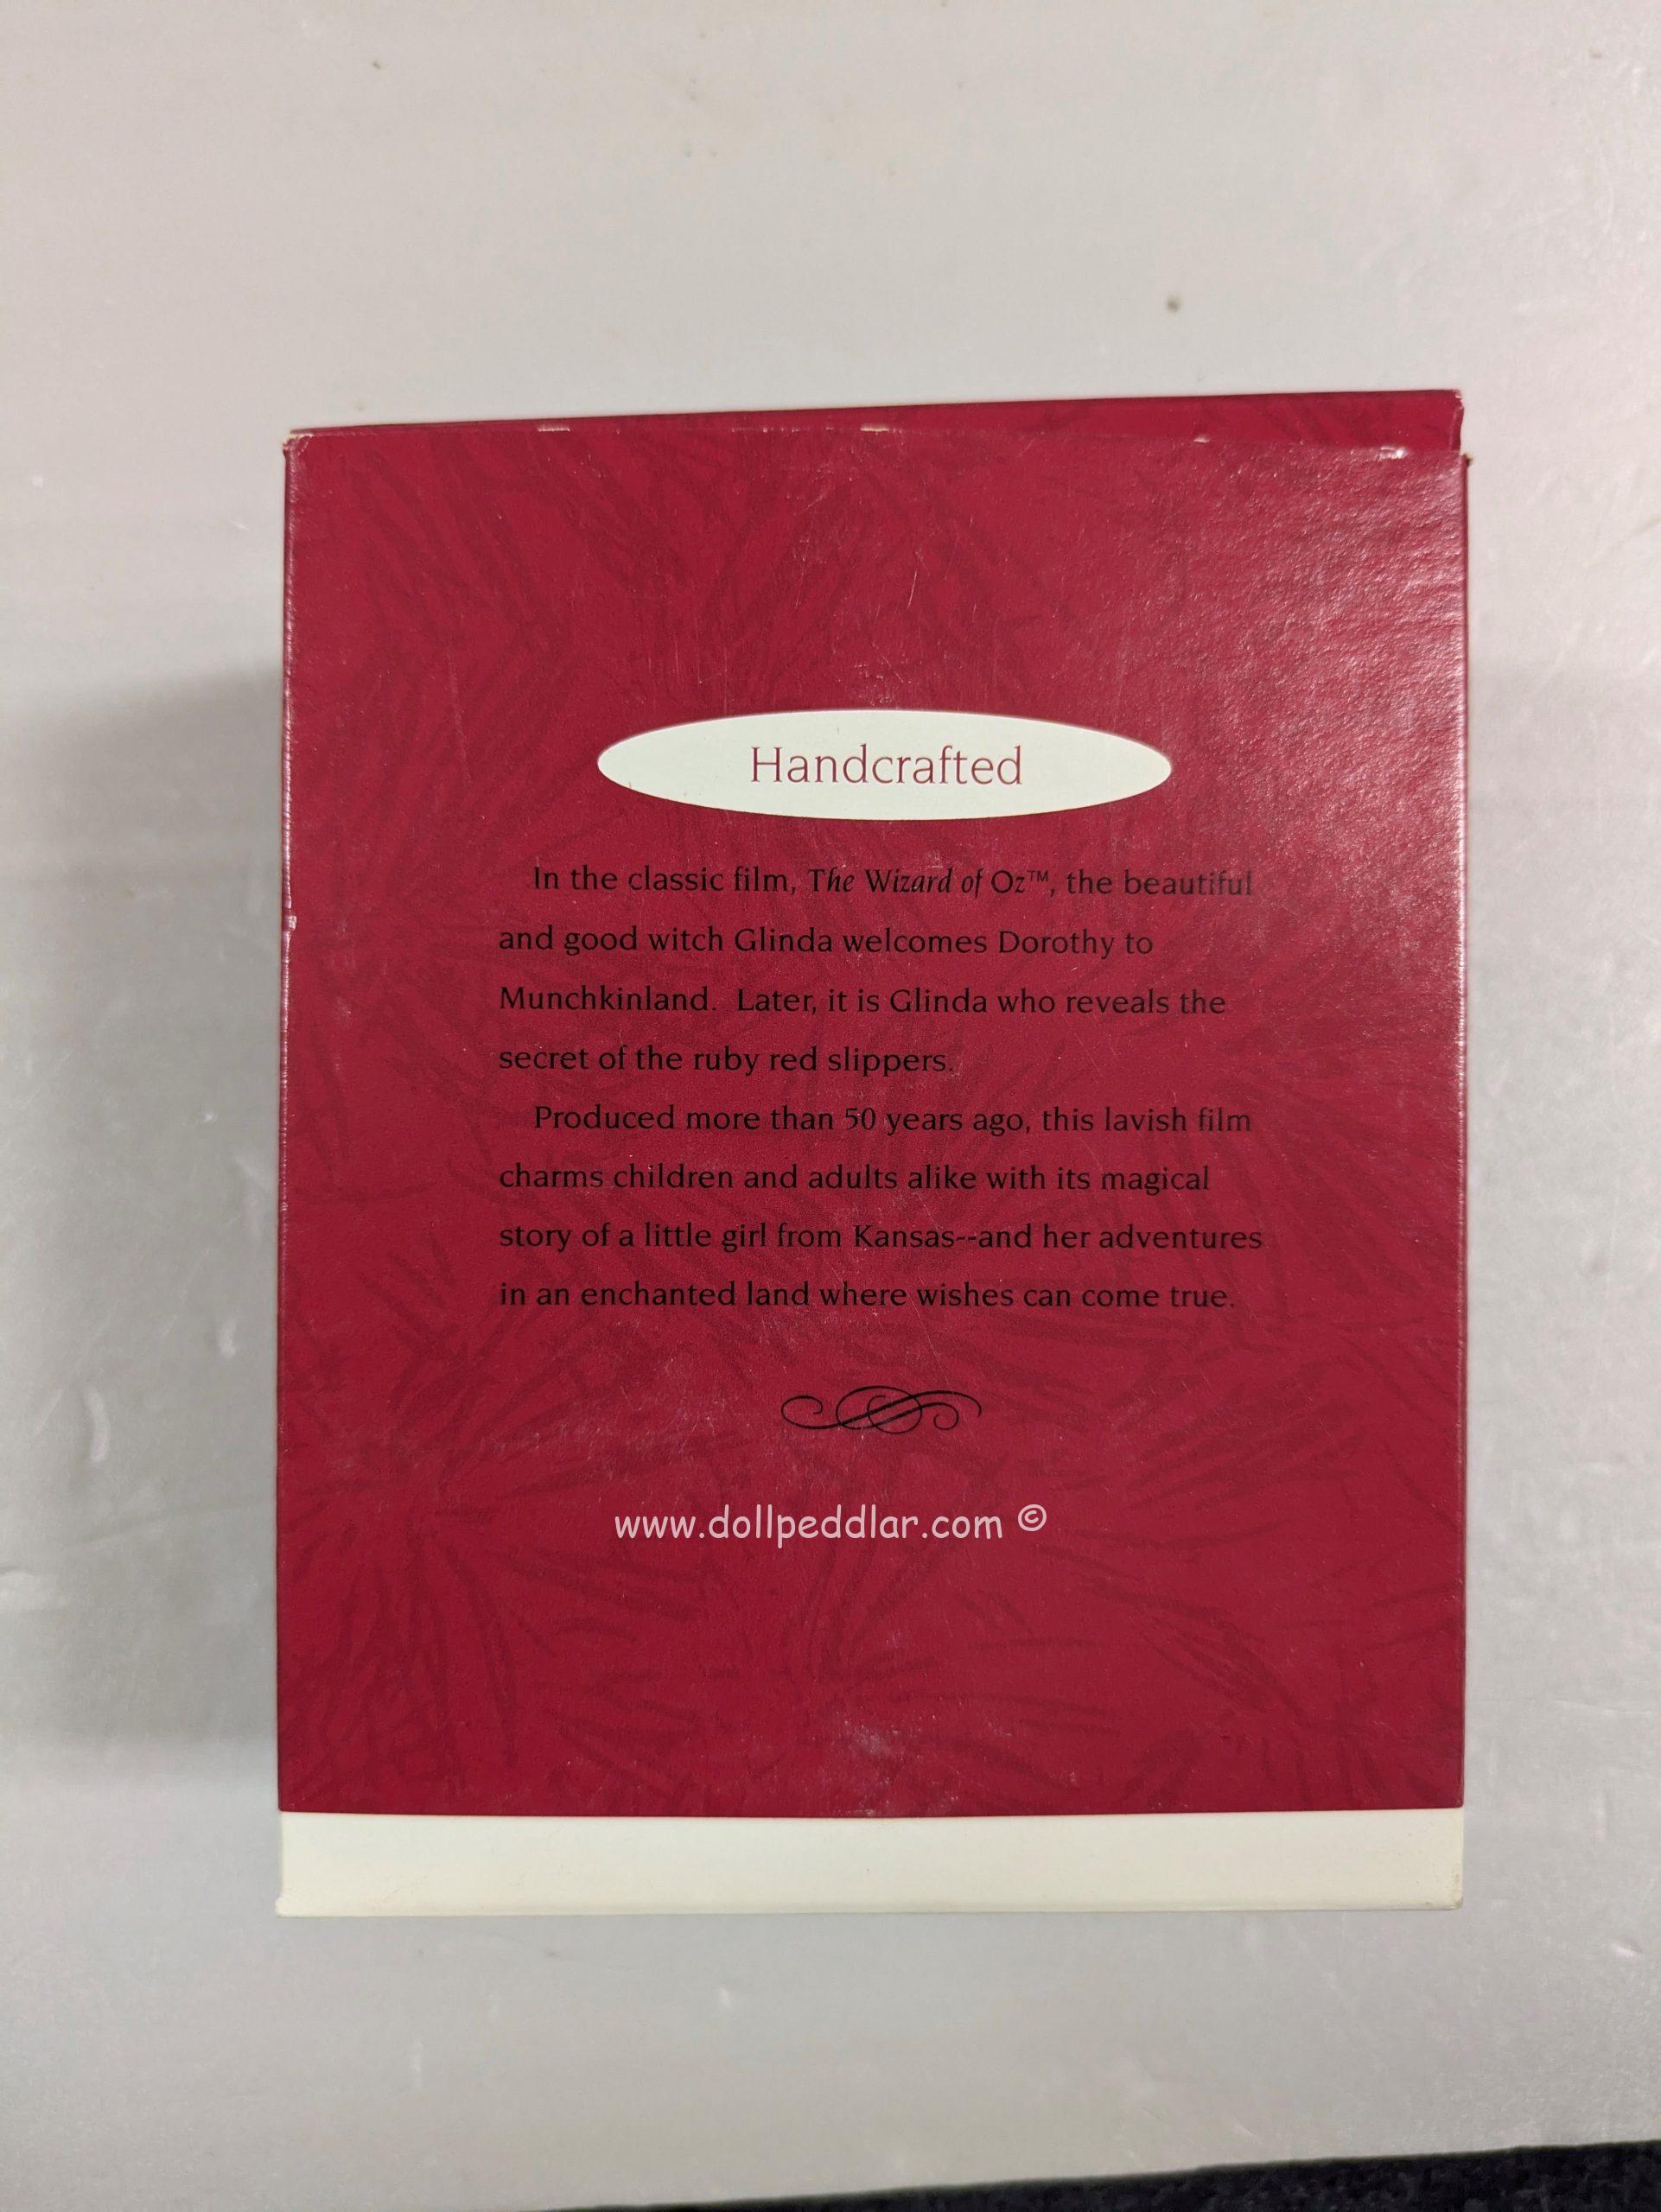 Handcrafted
In the classic film, The Wizard of Oz™, the beautiful
and good witch Glinda welcomes Dorothy to
Munchkinland.  Later, it is Glinda who reveals the
secret of the ruby red slippers.
Produced more than 50 years ago, this lavish film
charms children and adults alike with its magical
story of a little girl from Kansas--and her adventures
in an enchanted land where wishes can come true.
www.dollpeddlar.com ©